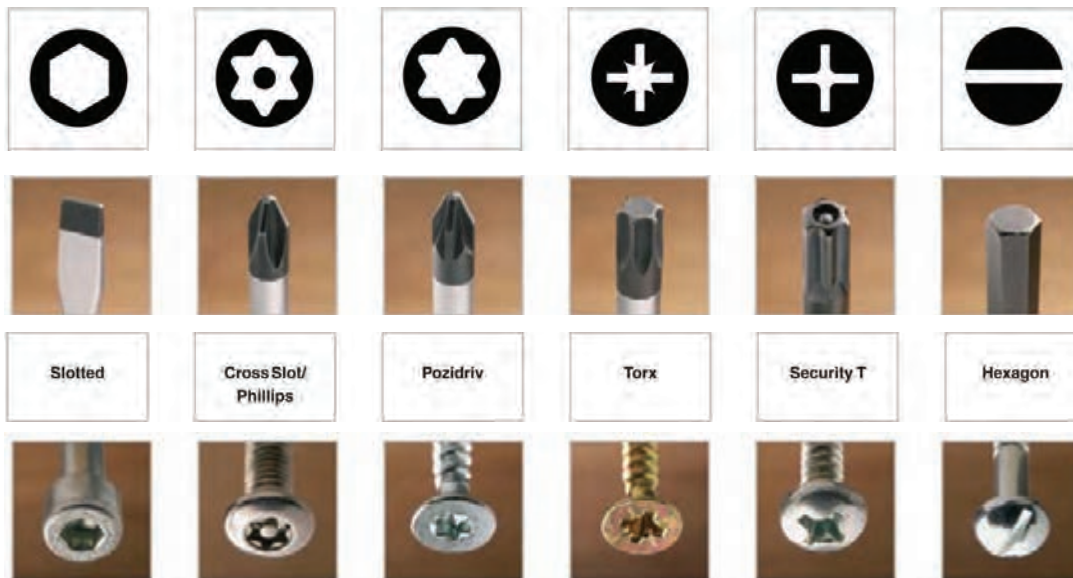 Slotted
Cross Slot/
Phillips
Pozidriv
Torx
Security T
Hexagon